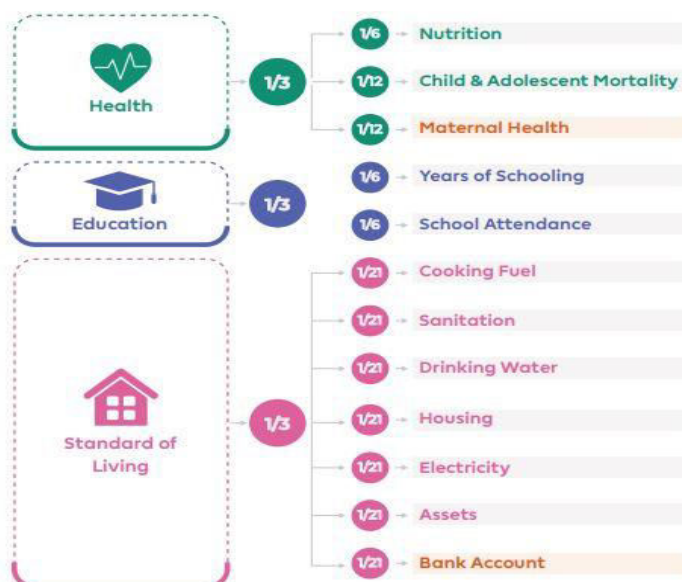 Health
1/3
1/6 Nutrition
1/12 Child & Adolescent Mortality
1/12 Maternal Health
Education
1/3
1/6 Years of Schooling
1/6 School Attendance
Standard of
Living
1/3
1/21 Cooking Fuel
1/21 Sanitation
1/21 Drinking Water
1/21 Housing
1/21 Electricity
1/21 Assets
1/21 Bank Account